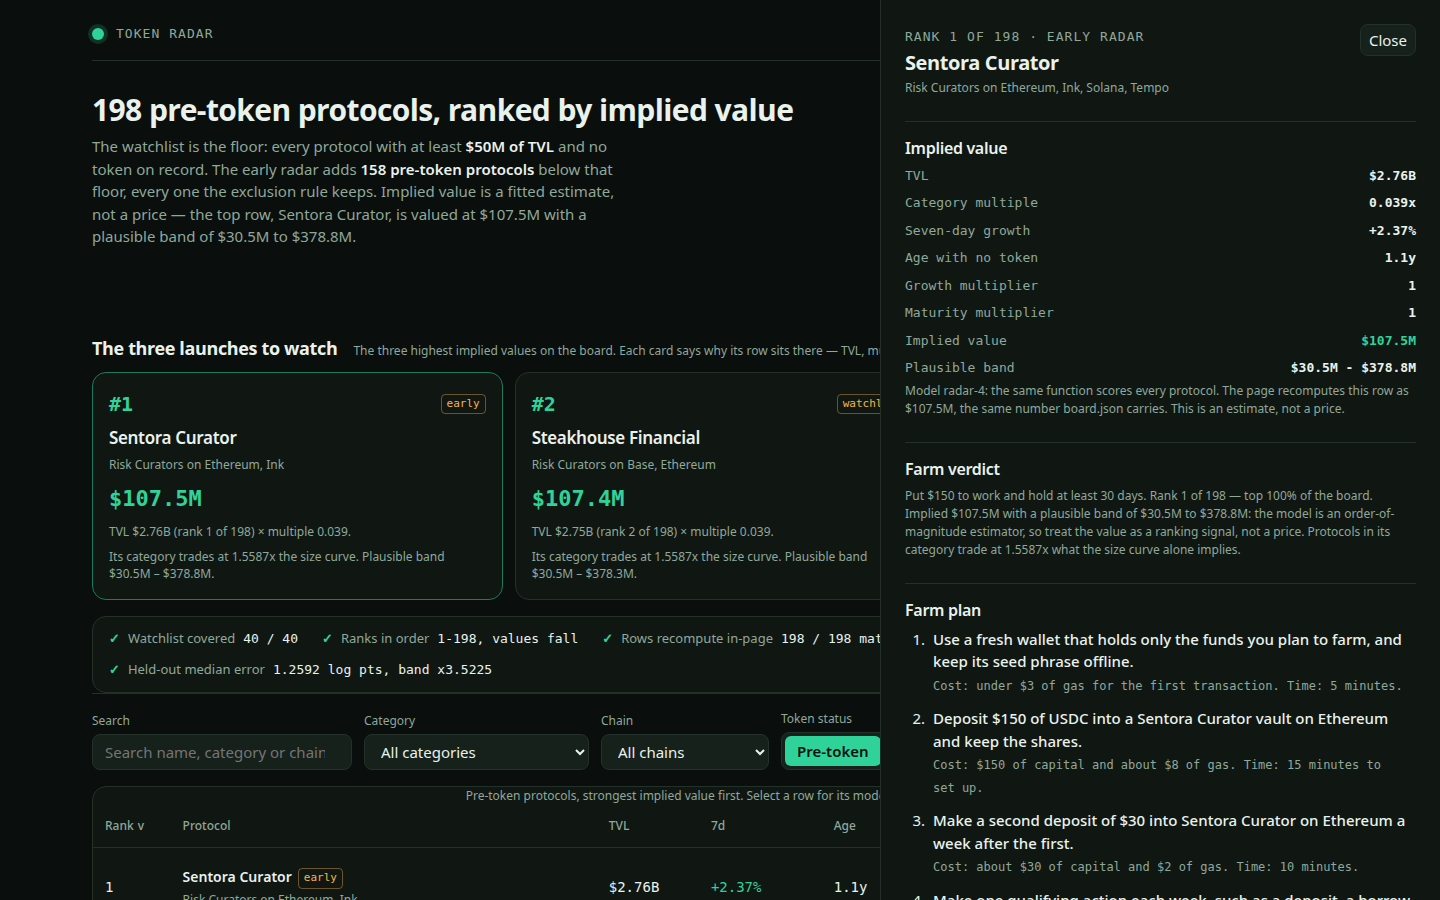 TOKEN RADAR
198 pre-token protocols, ranked by implied value
The watchlist is the floor: every protocol with at least $50M of TVL and no
token on record. The early radar adds 158 pre-token protocols below that
floor, every one the exclusion rule keeps. Implied value is a fitted estimate,
not a price — the top row, Sentora Curator, is valued at $107.5M with a
plausible band of $30.5M to $378.8M.
The three launches to watch The three highest implied values on the board. Each card says why its row sits there — TVL,
#1 early
Sentora Curator
Risk Curators on Ethereum, Ink
$107.5M
TVL $2.76B (rank 1 of 198) × multiple 0.039.
Its category trades at 1.5587x the size curve. Plausible band
$30.5M – $378.8M.
#2
Steakhouse Financial
Risk Curators on Base, Ethereum
$107.4M
TVL $2.75B (rank 2 of 198) × multiple 0.039.
Its category trades at 1.5587x the size curve. Plausible band
$30.5M – $378.3M.
✓ Watchlist covered 40 / 40 ✓ Ranks in order 1-198, values fall ✓ Rows recompute in-page 198 / 198 mat
✓ Held-out median error 1.2592 log pts, band x3.5225
Search Category Chain Token status
Search name, category or chain All categories All chains Pre-token
Pre-token protocols, strongest implied value first. Select a row for its mod
Rank v Protocol TVL 7d Age
1 Sentora Curator early $2.76B +2.37% 1.1y
Risk Curators on Ethereum, Ink
RANK 1 OF 198 · EARLY RADAR
Close
Sentora Curator
Risk Curators on Ethereum, Ink, Solana, Tempo
Implied value
TVL $2.76B
Category multiple 0.039x
Seven-day growth +2.37%
Age with no token 1.1y
Growth multiplier 1
Maturity multiplier 1
Implied value $107.5M
Plausible band $30.5M - $378.8M
Model radar-4: the same function scores every protocol. The page recomputes this row as
$107.5M, the same number board.json carries. This is an estimate, not a price.
Farm verdict
Put $150 to work and hold at least 30 days. Rank 1 of 198 — top 100% of the board.
Implied $107.5M with a plausible band of $30.5M to $378.8M: the model is an order-of-
magnitude estimator, so treat the value as a ranking signal, not a price. Protocols in its
category trade at 1.5587x what the size curve alone implies.
Farm plan
1. Use a fresh wallet that holds only the funds you plan to farm, and
keep its seed phrase offline.
Cost: under $3 of gas for the first transaction. Time: 5 minutes.
2. Deposit $150 of USDC into a Sentora Curator vault on Ethereum
and keep the shares.
Cost: $150 of capital and about $8 of gas. Time: 15 minutes to
set up.
3. Make a second deposit of $30 into Sentora Curator on Ethereum a
week after the first.
Cost: about $30 of capital and $2 of gas. Time: 10 minutes.
4. Make one qualifying action each week, such as a deposit, a borrow